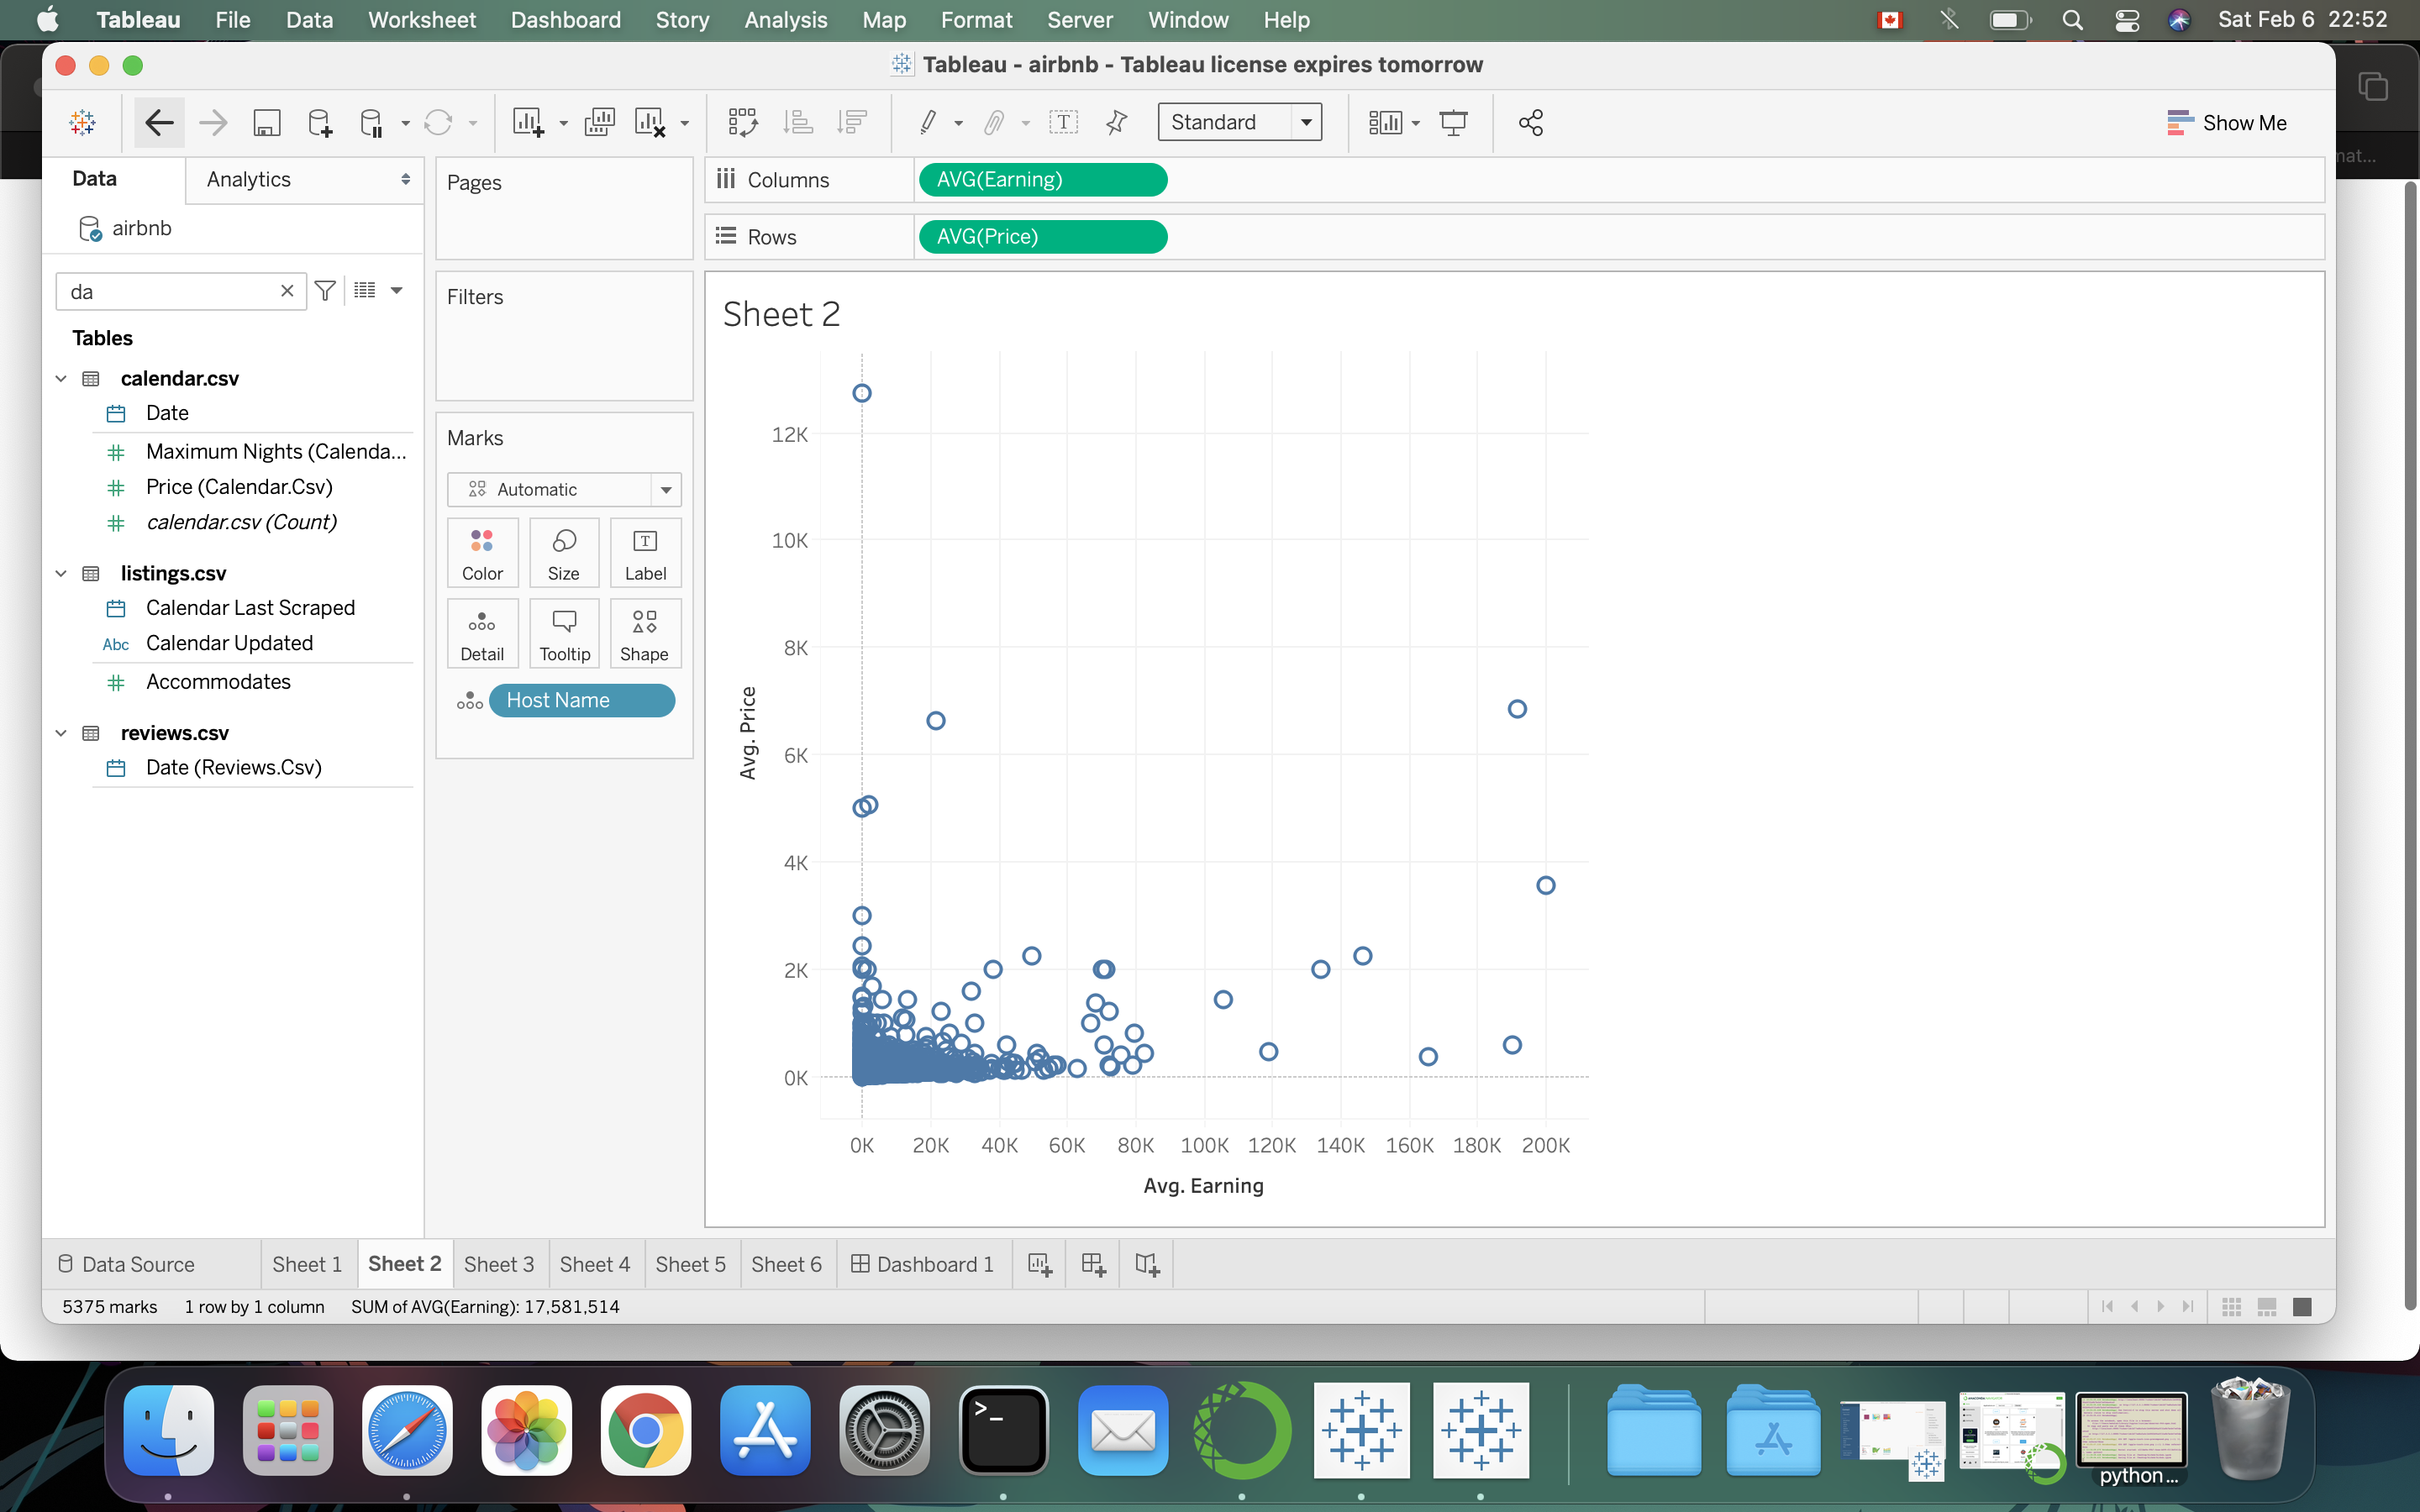 Tableau File Data Worksheet Dashboard Story Analysis Map Format Server Window Help Sat Feb 6 22:52
Tableau - airbnb - Tableau license expires tomorrow
Standard Show Me
Data Analytics
airbnb
da
Tables
calendar.csv
Date
Maximum Nights (Calenda...
Price (Calendar.Csv)
calendar.csv (Count)
listings.csv
Calendar Last Scraped
Abc Calendar Updated
Accommodates
reviews.csv
Date (Reviews.Csv)
Pages
Filters
Marks
Automatic
Color Size Label
Detail Tooltip Shape
Host Name
Columns AVG(Earning)
Rows AVG(Price)
Sheet 2
12K
10K
8K
6K
4K
2K
0K
Avg. Price
0K 20K 40K 60K 80K 100K 120K 140K 160K 180K 200K
Avg. Earning
Data Source Sheet 1 Sheet 2 Sheet 3 Sheet 4 Sheet 5 Sheet 6 Dashboard 1
5375 marks 1 row by 1 column SUM of AVG(Earning): 17,581,514
python...